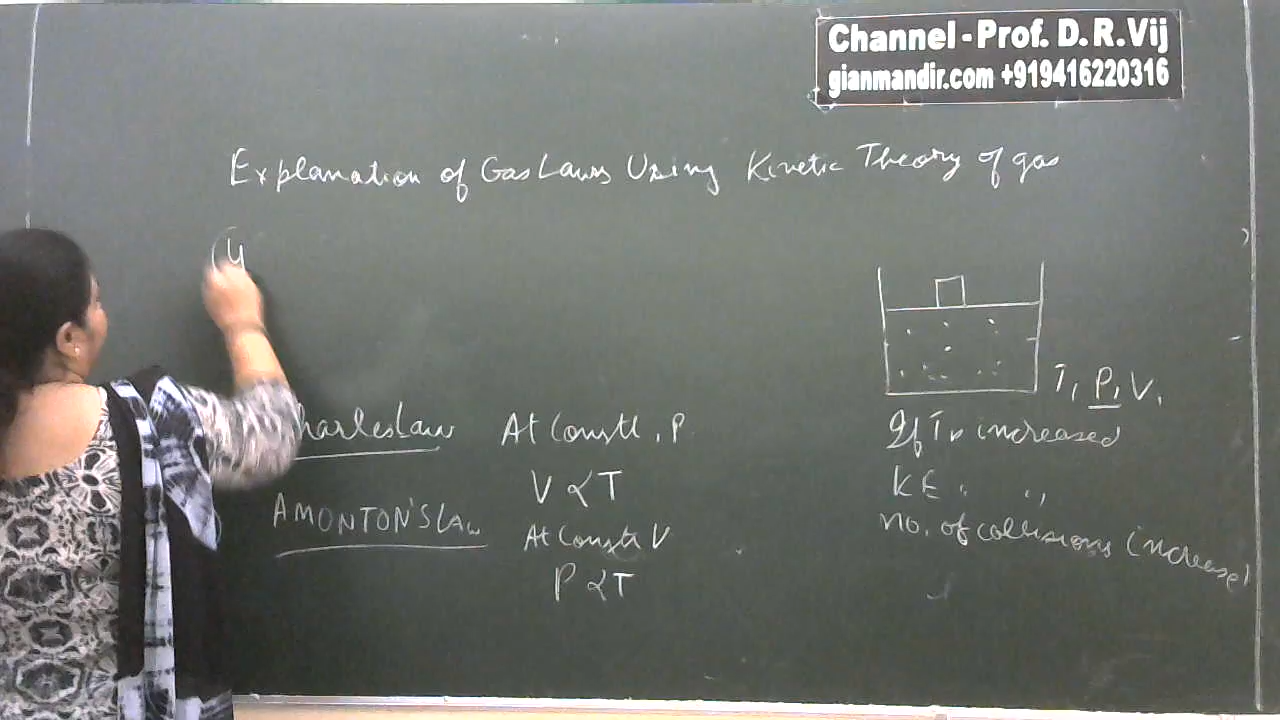 Channel - Prof. D. R. Vij
gianmandir.com +919416220316
Explanation of Gas Laws Using Kinetic Theory of gas
(4
harles Law At Constt, P
V ∝ T
AMONTON'S LAw At Constt V
P ∝ T
T, P, V,
If T increased
KE " "
no. of collisions increase